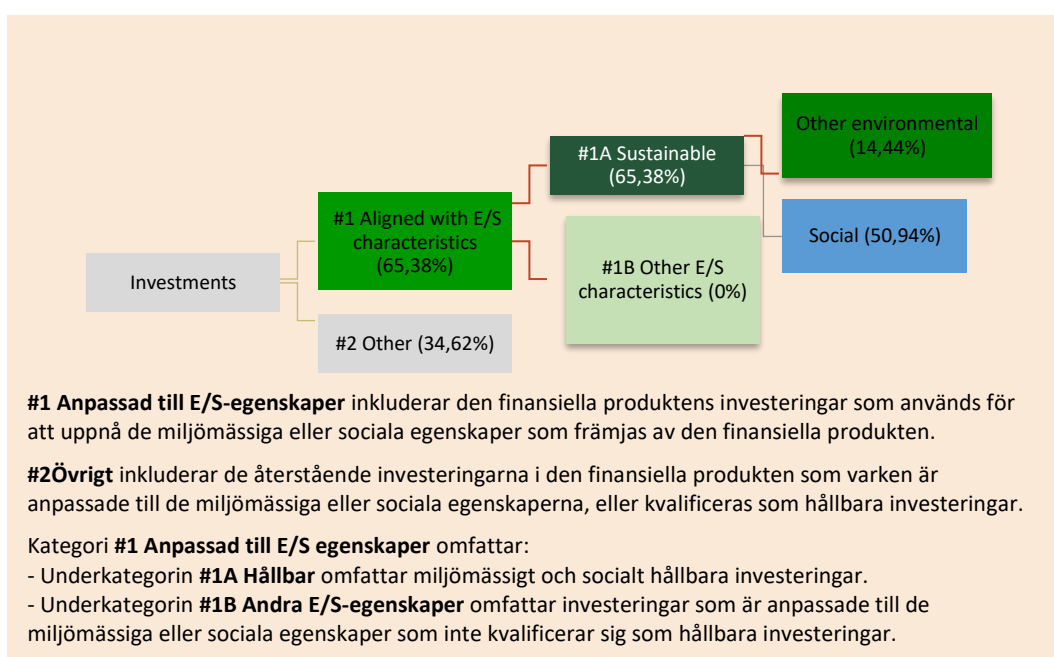 Other environmental
(14,44%)
#1A Sustainable
(65,38%)
#1 Aligned with E/S
characteristics
(65,38%)
Social (50,94%)
#1B Other E/S
characteristics (0%)
Investments
#2 Other (34,62%)
#1 Anpassad till E/S-egenskaper inkluderar den finansiella produktens investeringar som används för
att uppnå de miljömässiga eller sociala egenskaper som främjas av den finansiella produkten.
#2Övrigt inkluderar de återstående investeringarna i den finansiella produkten som varken är
anpassade till de miljömässiga eller sociala egenskaperna, eller kvalificeras som hållbara investeringar.
Kategori #1 Anpassad till E/S egenskaper omfattar:
- Underkategorin #1A Hållbar omfattar miljömässigt och socialt hållbara investeringar.
- Underkategorin #1B Andra E/S-egenskaper omfattar investeringar som är anpassade till de
miljömässiga eller sociala egenskaper som inte kvalificerar sig som hållbara investeringar.